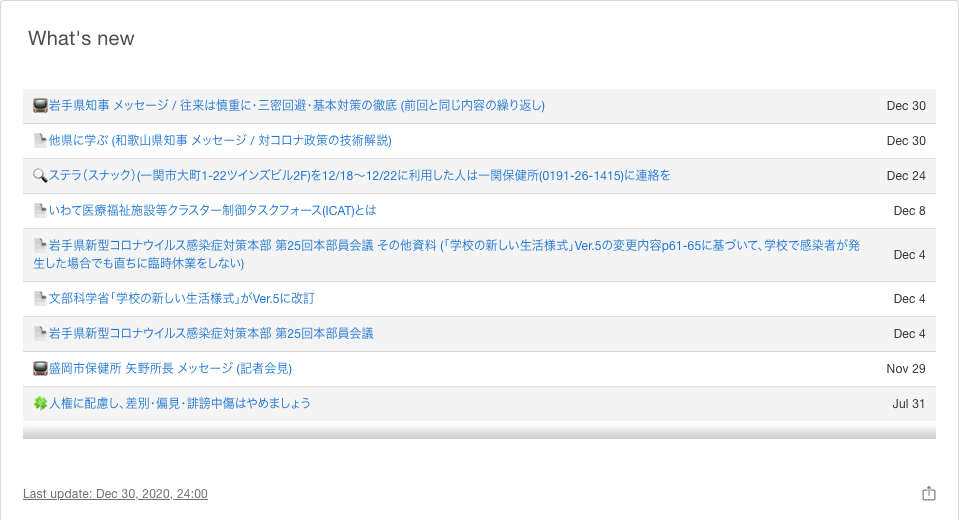 What's new
岩手県知事 メッセージ / 往来は慎重に・三密回避・基本対策の徹底 (前回と同じ内容の繰り返し)
Dec 30
他県に学ぶ (和歌山県知事 メッセージ / 対コロナ政策の技術解説)
Dec 30
ステラ（スナック）(一関市大町1-22ツインズビル2F)を12/18〜12/22に利用した人は一関保健所(0191-26-1415)に連絡を
Dec 24
いわて医療福祉施設等クラスター制御タスクフォース(ICAT)とは
Dec 8
岩手県新型コロナウイルス感染症対策本部 第25回本部員会議 その他資料 (「学校の新しい生活様式」Ver.5の変更内容p61-65に基づいて、学校で感染者が発
生した場合でも直ちに臨時休業をしない)
Dec 4
文部科学省「学校の新しい生活様式」がVer.5に改訂
Dec 4
岩手県新型コロナウイルス感染症対策本部 第25回本部員会議
Dec 4
盛岡市保健所 矢野所長 メッセージ (記者会見)
Nov 29
人権に配慮し、差別・偏見・誹謗中傷はやめましょう
Jul 31
Last update: Dec 30, 2020, 24:00